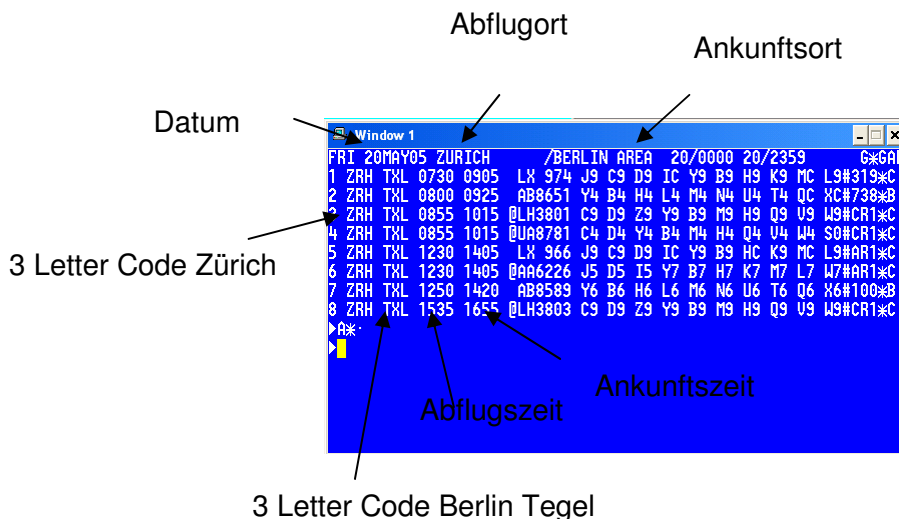 Abflugort
Ankunftsort
Datum
Window 1
FRI 20MAY05 ZURICH /BERLIN AREA 20/0000 20/2359 G*GAL
1 ZRH TXL 0730 0905 LX 974 J9 C9 D9 IC Y9 B9 H9 K9 MC L9#319*C
2 ZRH TXL 0800 0925 AB8651 Y4 B4 H4 L4 M4 N4 U4 T4 QC XC#738*B
3 ZRH TXL 0855 1015 @LH3801 C9 D9 Z9 Y9 B9 M9 H9 Q9 V9 W9#CR1*C
4 ZRH TXL 0855 1015 @UA8781 C4 D4 Y4 B4 M4 H4 Q4 V4 W4 S0#CR1*C
5 ZRH TXL 1230 1405 LX 966 J9 C9 D9 IC Y9 B9 HC K9 MC L9#AR1*C
6 ZRH TXL 1230 1405 @AA6226 J5 D5 I5 Y7 B7 H7 K7 M7 L7 W7#AR1*C
7 ZRH TXL 1250 1420 AB8589 Y6 B6 H6 L6 M6 N6 U6 T6 Q6 X6#100*B
8 ZRH TXL 1535 1655 @LH3803 C9 D9 Z9 Y9 B9 M9 H9 Q9 V9 W9#CR1*C
A*·
3 Letter Code Zürich
Ankunftszeit
Abflugszeit
3 Letter Code Berlin Tegel